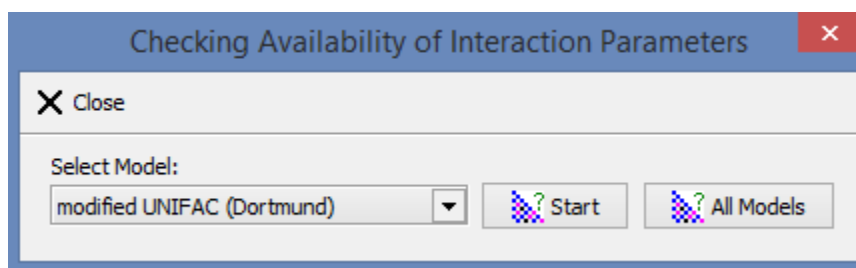 Checking Availability of Interaction Parameters
Close
Select Model:
modified UNIFAC (Dortmund)
? Start
? All Models